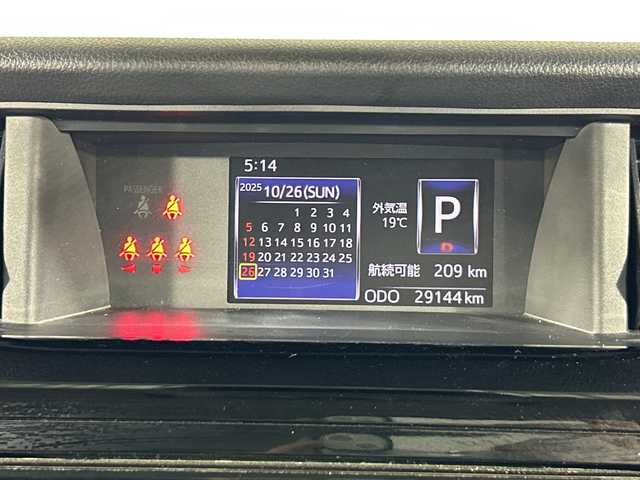 PASSENGER
5:14
2025 10/26(SUN)
1 2 3 4
5 6 7 8 9 10 11
12 13 14 15 16 17 18
19 20 21 22 23 24 25
26 27 28 29 30 31
外気温
19℃
P
D
航続可能 209 km
ODO 29144 km